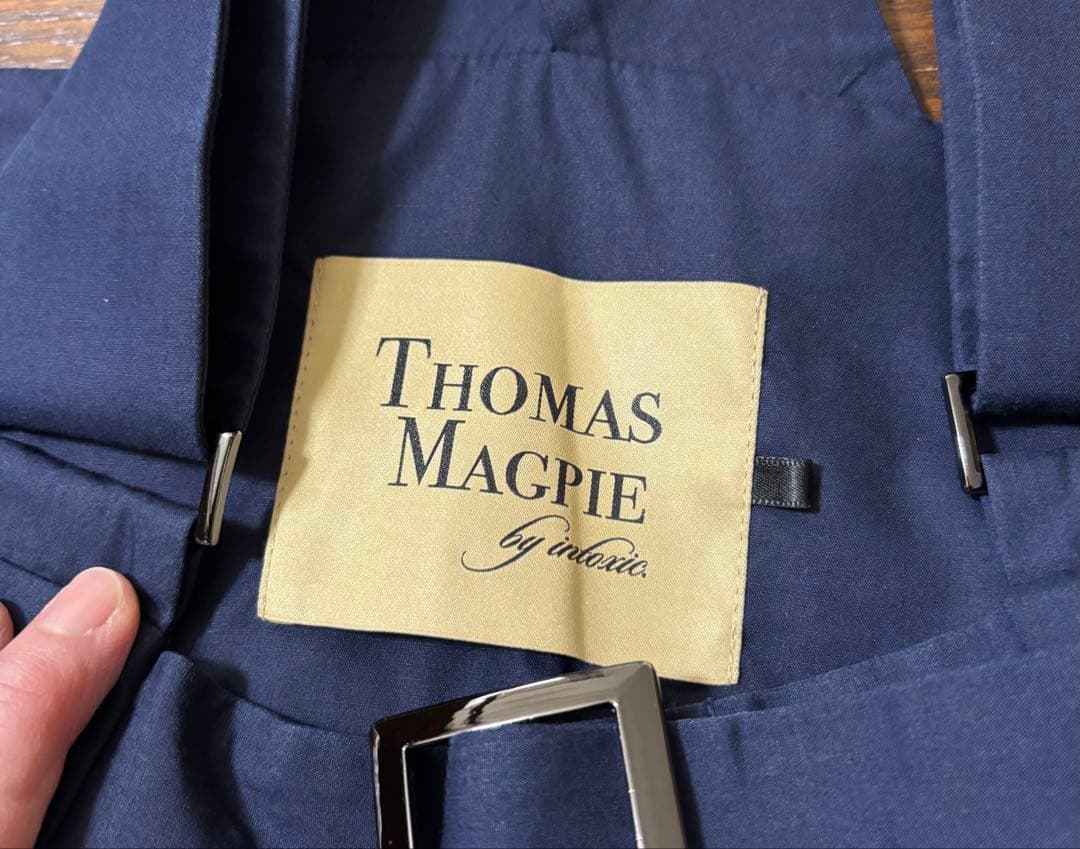 THOMAS
MAGPIE
by intoxic.